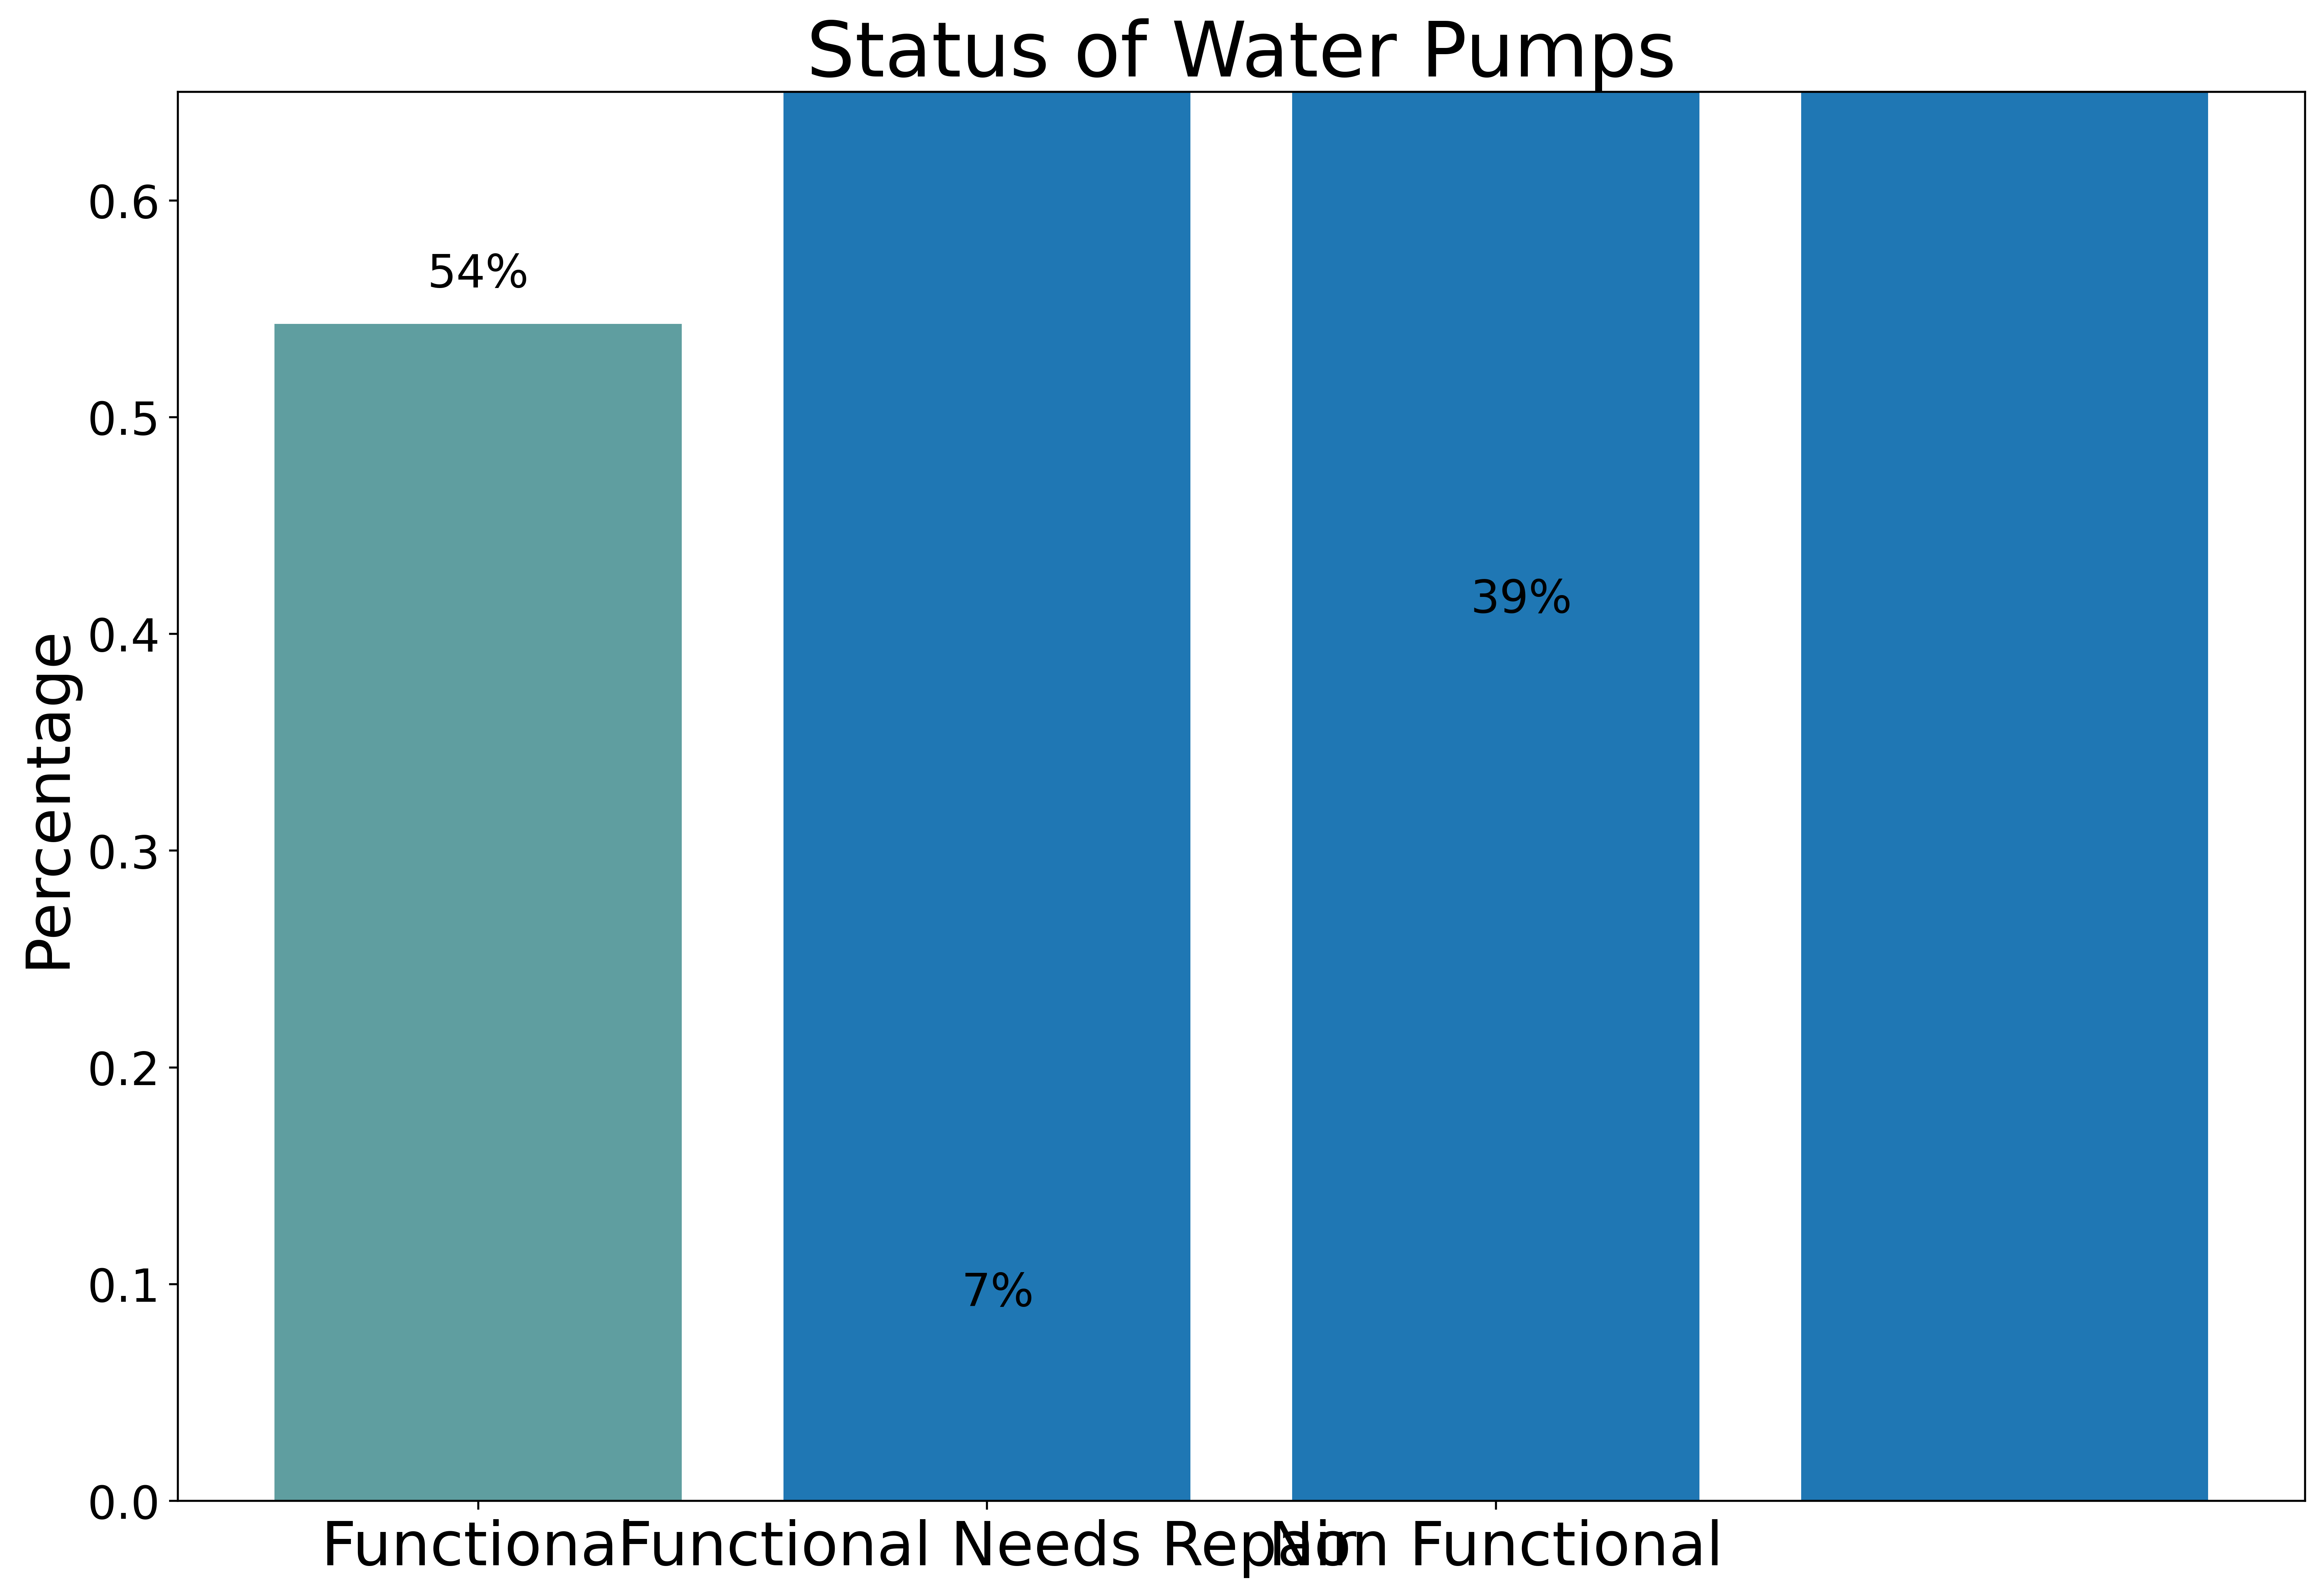 Status of Water Pumps
Percentage
0.6
0.5
0.4
0.3
0.2
0.1
0.0
54%
7%
39%
Functional
Functional Needs Repair
Non Functional